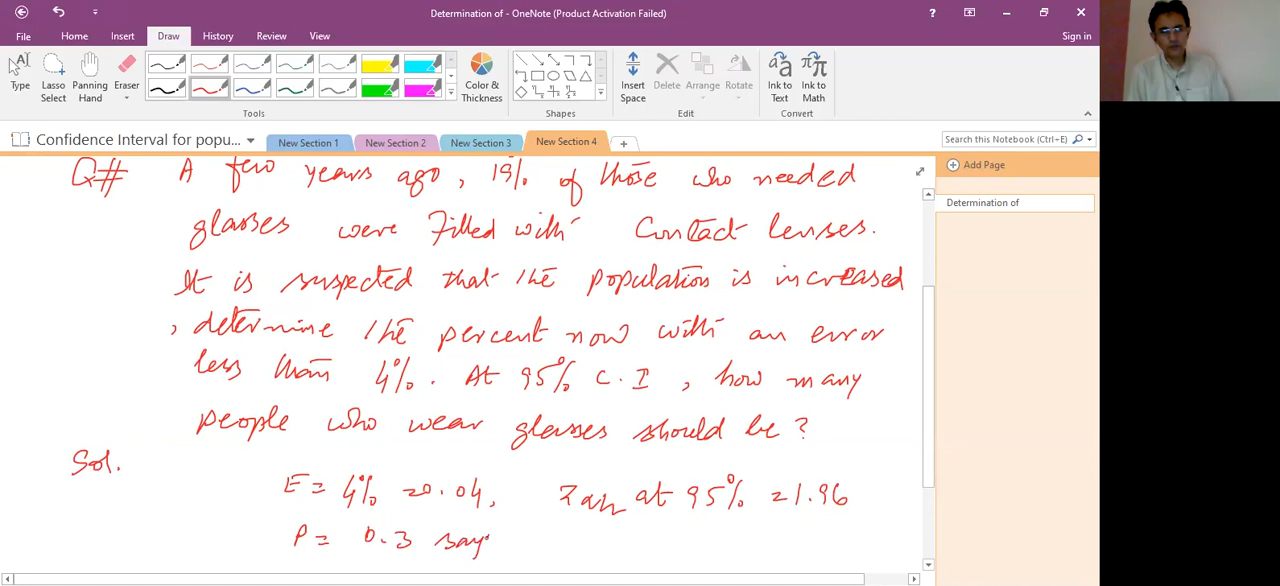 Determination of - OneNote (Product Activation Failed)
File Home Insert Draw History Review View Sign in
Type Lasso Select Panning Hand Eraser Color & Thickness Insert Space Delete Arrange Rotate Ink to Text Ink to Math
Tools Shapes Edit Convert
Confidence Interval for popu... New Section 1 New Section 2 New Section 3 New Section 4 Search this Notebook (Ctrl+E)
Add Page
Determination of
Q# A few years ago, 19% of those who needed
glasses were Filled with Contact lenses.
It is suspected that the population is increased
, determine the percent now with an error
less than 4%. At 95% C.I, how many
people who wear glasses should be?
Sol.
E = 4% = 0.04, Zα/2 at 95% = 1.96
P = 0.3 say